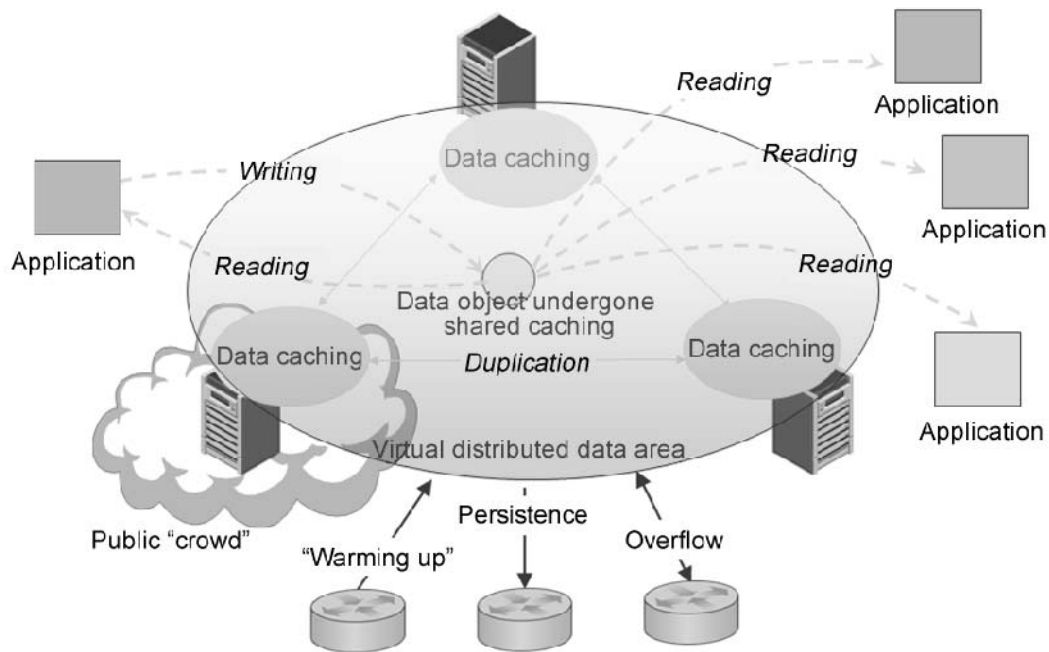 Reading
Application
Data caching
Writing
Reading
Application
Application
Reading
Reading
Data object undergone
shared caching
Data caching
Duplication
Data caching
Application
Virtual distributed data area
Public “crowd”
“Warming up”
Persistence
Overflow